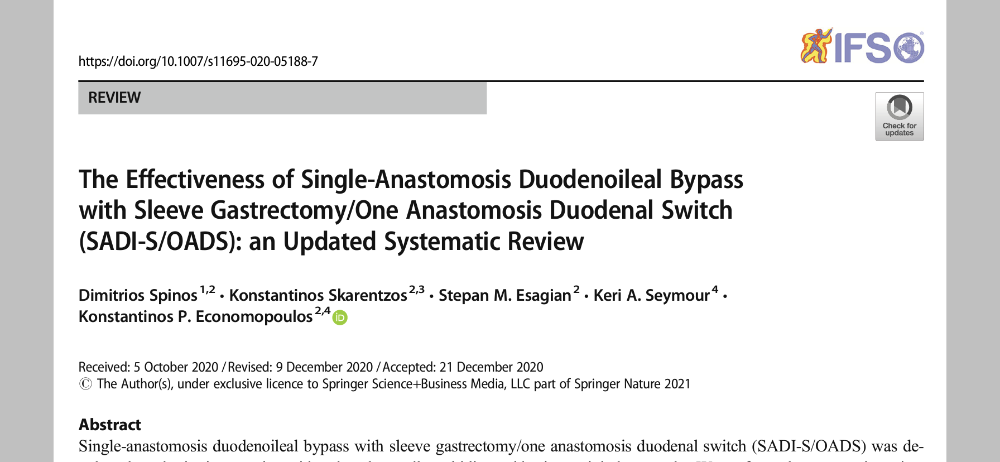 IFSO
https://doi.org/10.1007/s11695-020-05188-7
REVIEW
Check for
updates
The Effectiveness of Single-Anastomosis Duodenoileal Bypass
with Sleeve Gastrectomy/One Anastomosis Duodenal Switch
(SADI-S/OADS): an Updated Systematic Review
Dimitrios Spinos 1,2 • Konstantinos Skarentzos 2,3 • Stepan M. Esagian 2 • Keri A. Seymour 4 •
Konstantinos P. Economopoulos 2,4 iD
Received: 5 October 2020 / Revised: 9 December 2020 / Accepted: 21 December 2020
© The Author(s), under exclusive licence to Springer Science+Business Media, LLC part of Springer Nature 2021
Abstract
Single-anastomosis duodenoileal bypass with sleeve gastrectomy/one anastomosis duodenal switch (SADI-S/OADS) was de-